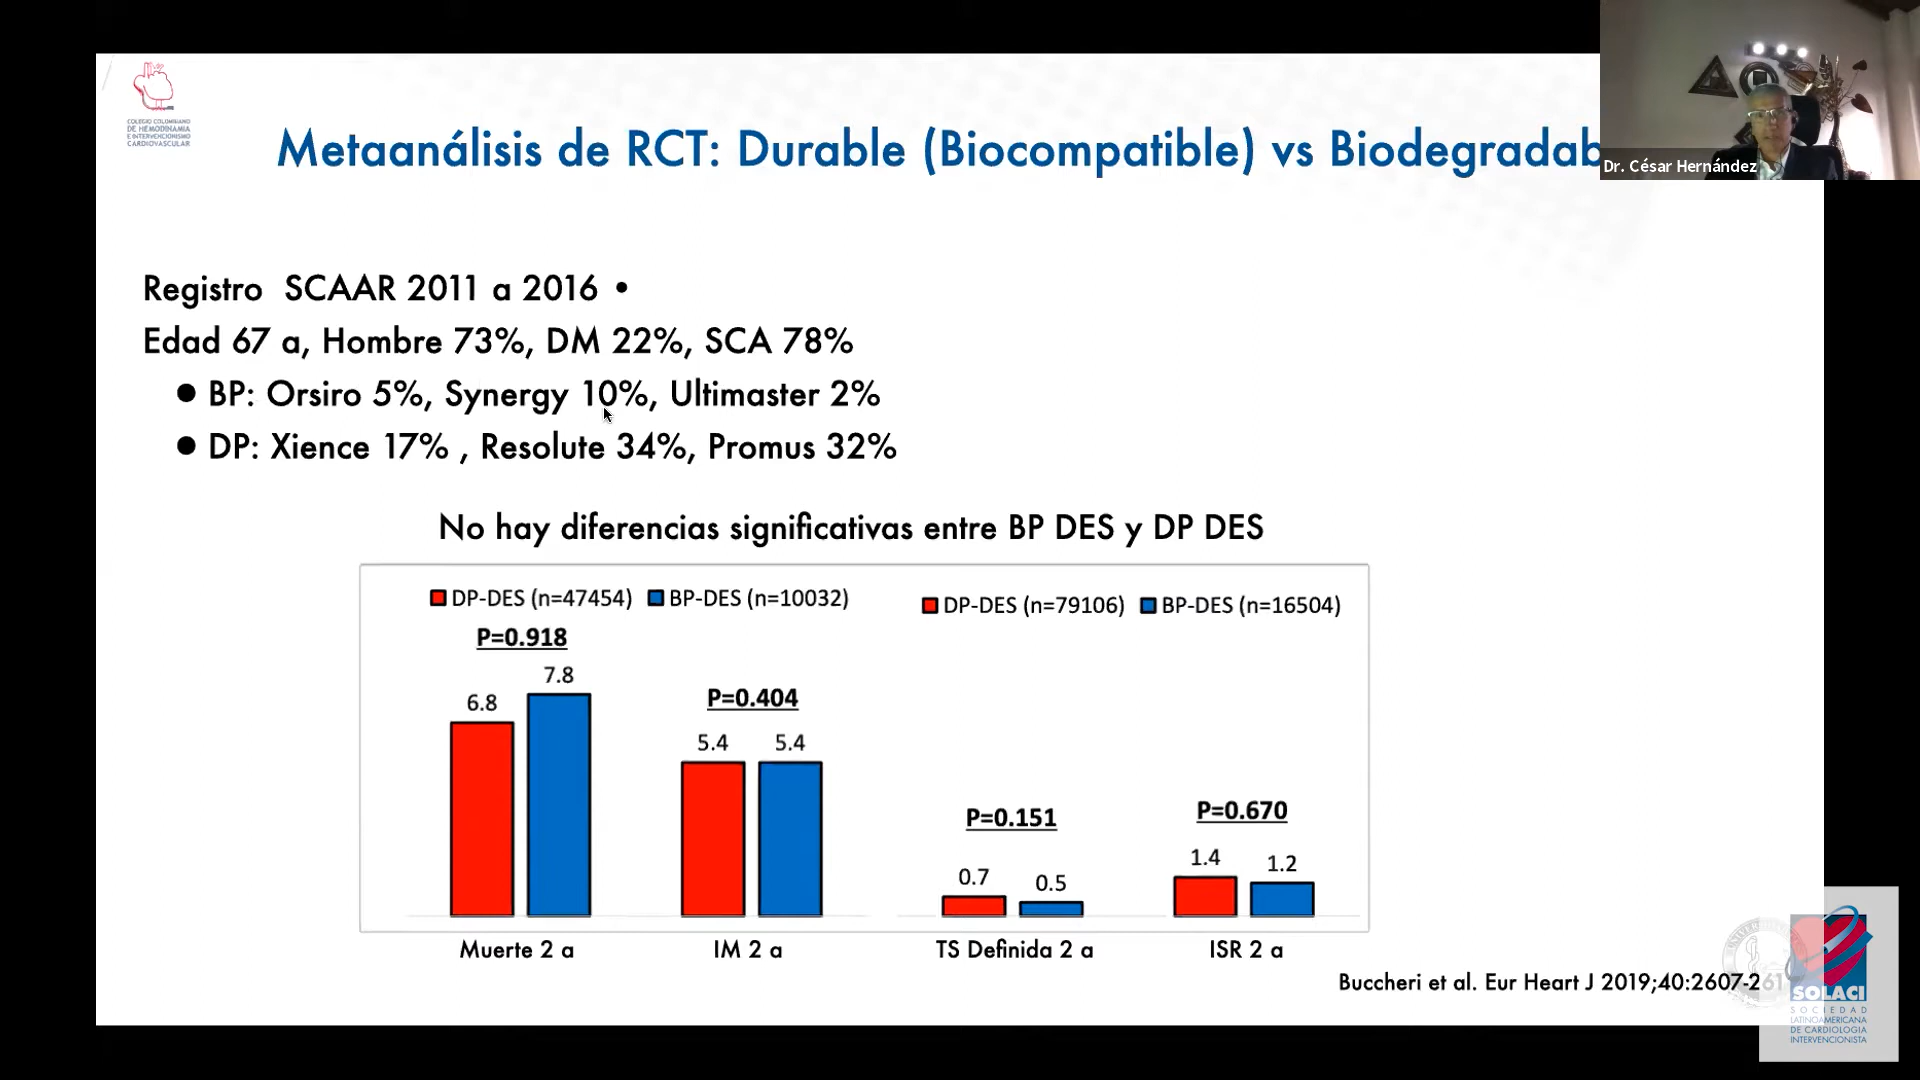 COLEGIO COLOMBIANO
DE HEMODINAMIA
E INTERVENCIONISMO
CARDIOVASCULAR
Metaanálisis de RCT: Durable (Biocompatible) vs Biodegradab
Dr. César Hernández
Registro SCAAR 2011 a 2016 •
Edad 67 a, Hombre 73%, DM 22%, SCA 78%
● BP: Orsiro 5%, Synergy 10%, Ultimaster 2%
● DP: Xience 17% , Resolute 34%, Promus 32%
No hay diferencias significativas entre BP DES y DP DES
DP-DES (n=47454) BP-DES (n=10032)
DP-DES (n=79106) BP-DES (n=16504)
P=0.918
6.8 7.8
P=0.404
5.4 5.4
P=0.151
0.7 0.5
P=0.670
1.4 1.2
Muerte 2 a IM 2 a TS Definida 2 a ISR 2 a
Buccheri et al. Eur Heart J 2019;40:2607-261
SOLACI
SOCIEDAD
LATINOAMERICANA
DE CARDIOLOGIA
INTERVENCIONISTA